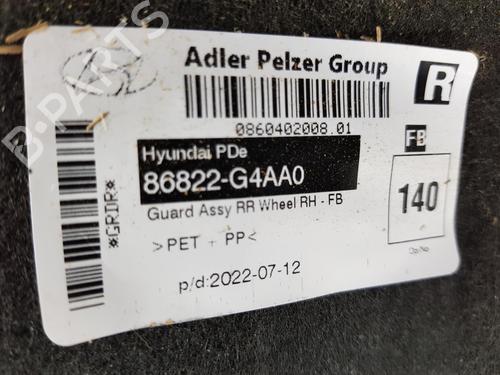 Adler Pelzer Group
R
0860402008.01
FB
Hyundai PDe
86822-G4AA0
Guard Assy RR Wheel RH - FB
140
>PET + PP<
p/d:2022-07-12
*GRDR*
B-PARTS